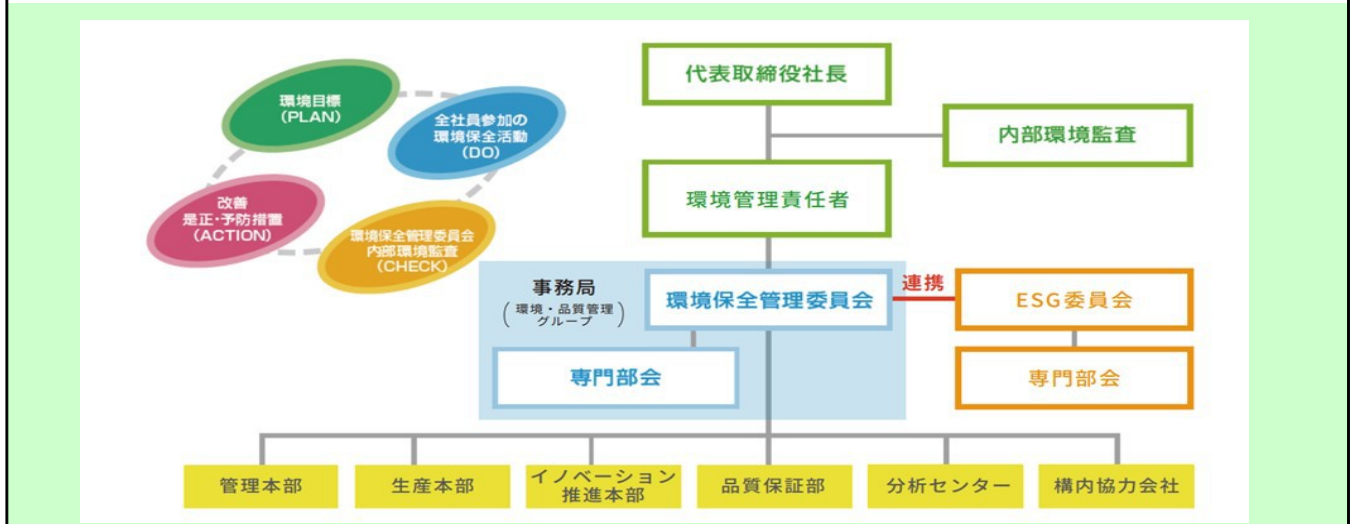 環境目標
(PLAN)
全社員参加の
環境保全活動
(DO)
改善
是正・予防措置
(ACTION)
環境保全管理委員会
内部環境監査
(CHECK)
代表取締役社長
内部環境監査
環境管理責任者
事務局
(環境・品質管理
グループ)
環境保全管理委員会
連携
ESG委員会
専門部会
専門部会
管理本部
生産本部
イノベーション
推進本部
品質保証部
分析センター
構内協力会社